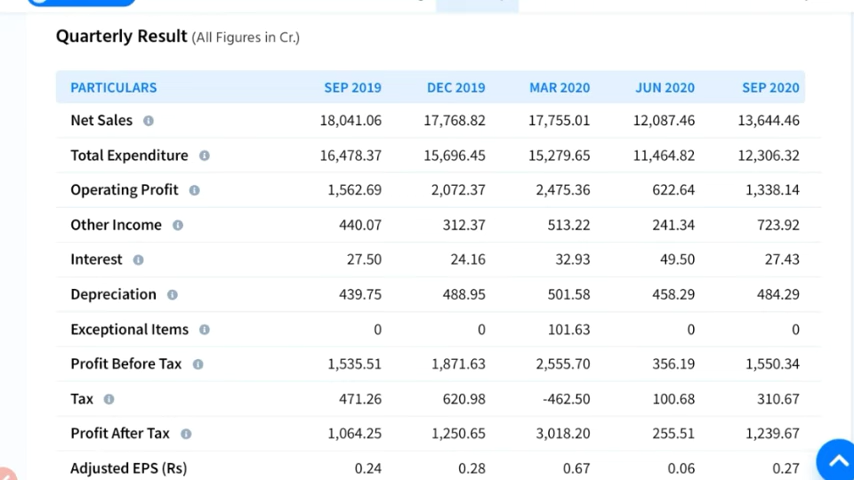 Quarterly Result (All Figures in Cr.)
PARTICULARS SEP 2019 DEC 2019 MAR 2020 JUN 2020 SEP 2020
Net Sales 18,041.06 17,768.82 17,755.01 12,087.46 13,644.46
Total Expenditure 16,478.37 15,696.45 15,279.65 11,464.82 12,306.32
Operating Profit 1,562.69 2,072.37 2,475.36 622.64 1,338.14
Other Income 440.07 312.37 513.22 241.34 723.92
Interest 27.50 24.16 32.93 49.50 27.43
Depreciation 439.75 488.95 501.58 458.29 484.29
Exceptional Items 0 0 101.63 0 0
Profit Before Tax 1,535.51 1,871.63 2,555.70 356.19 1,550.34
Tax 471.26 620.98 -462.50 100.68 310.67
Profit After Tax 1,064.25 1,250.65 3,018.20 255.51 1,239.67
Adjusted EPS (Rs) 0.24 0.28 0.67 0.06 0.27